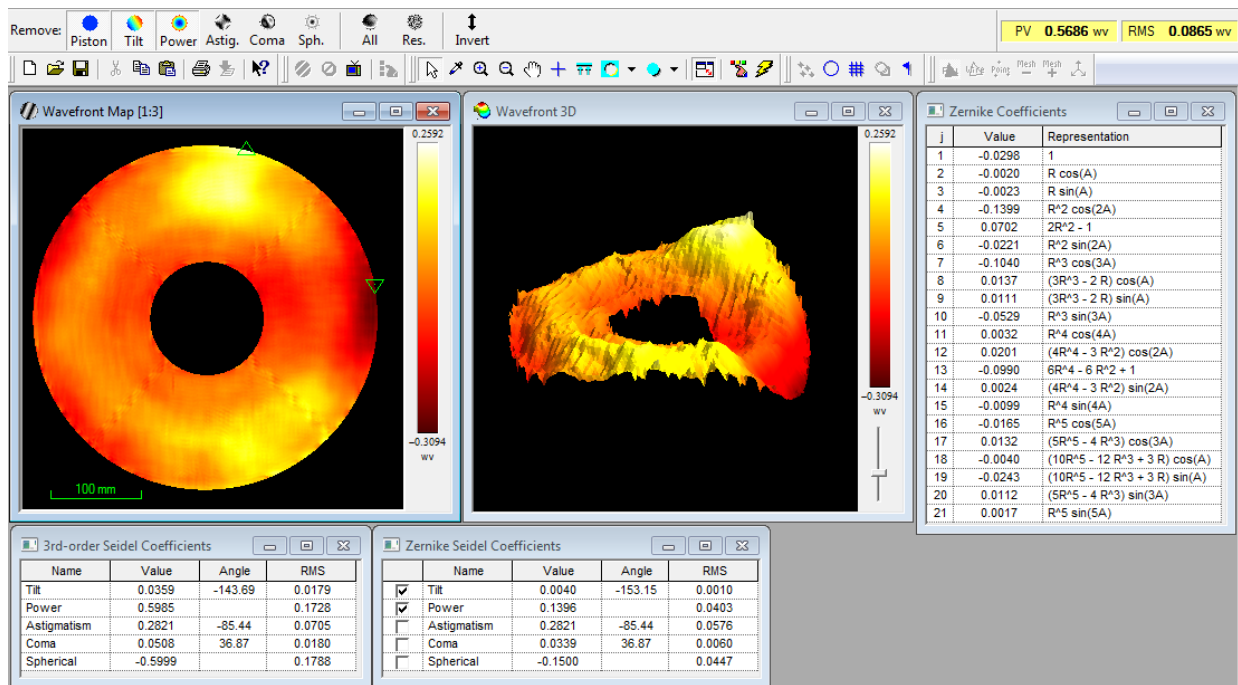 Remove: Piston Tilt Power Astig. Coma Sph. All Res. Invert
PV 0.5686 wv RMS 0.0865 wv
Wire Point Mesh Mesh
Wavefront Map [1:3]
0.2592
-0.3094
wv
100 mm
Wavefront 3D
0.2592
-0.3094
wv
Zernike Coefficients
j Value Representation
1 -0.0298 1
2 -0.0020 R cos(A)
3 -0.0023 R sin(A)
4 -0.1399 R^2 cos(2A)
5 0.0702 2R^2 - 1
6 -0.0221 R^2 sin(2A)
7 -0.1040 R^3 cos(3A)
8 0.0137 (3R^3 - 2 R) cos(A)
9 0.0111 (3R^3 - 2 R) sin(A)
10 -0.0529 R^3 sin(3A)
11 0.0032 R^4 cos(4A)
12 0.0201 (4R^4 - 3 R^2) cos(2A)
13 -0.0990 6R^4 - 6 R^2 + 1
14 0.0024 (4R^4 - 3 R^2) sin(2A)
15 -0.0099 R^4 sin(4A)
16 -0.0165 R^5 cos(5A)
17 0.0132 (5R^5 - 4 R^3) cos(3A)
18 -0.0040 (10R^5 - 12 R^3 + 3 R) cos(A)
19 -0.0243 (10R^5 - 12 R^3 + 3 R) sin(A)
20 0.0112 (5R^5 - 4 R^3) sin(3A)
21 0.0017 R^5 sin(5A)
3rd-order Seidel Coefficients
Name Value Angle RMS
Tilt 0.0359 -143.69 0.0179
Power 0.5985 0.1728
Astigmatism 0.2821 -85.44 0.0705
Coma 0.0508 36.87 0.0180
Spherical -0.5999 0.1788
Zernike Seidel Coefficients
Name Value Angle RMS
Tilt 0.0040 -153.15 0.0010
Power 0.1396 0.0403
Astigmatism 0.2821 -85.44 0.0576
Coma 0.0339 36.87 0.0060
Spherical -0.1500 0.0447